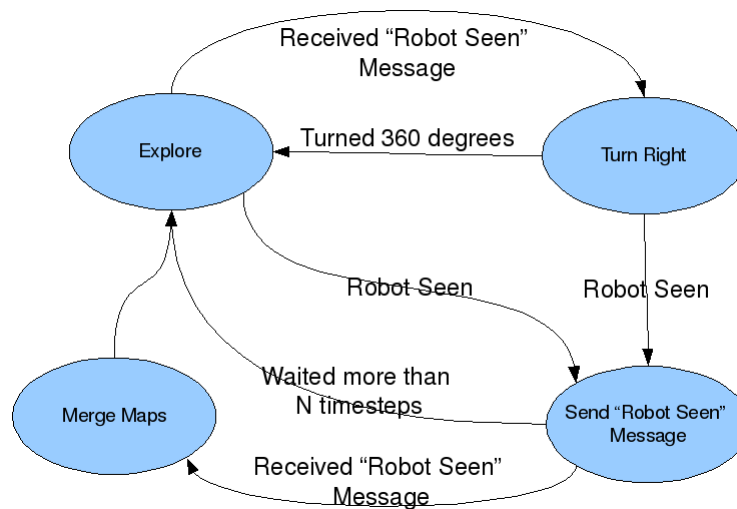 Received “Robot Seen”
Message
Explore
Turned 360 degrees
Turn Right
Robot Seen
Robot Seen
Waited more than
N timesteps
Merge Maps
Send “Robot Seen”
Message
Received “Robot Seen”
Message